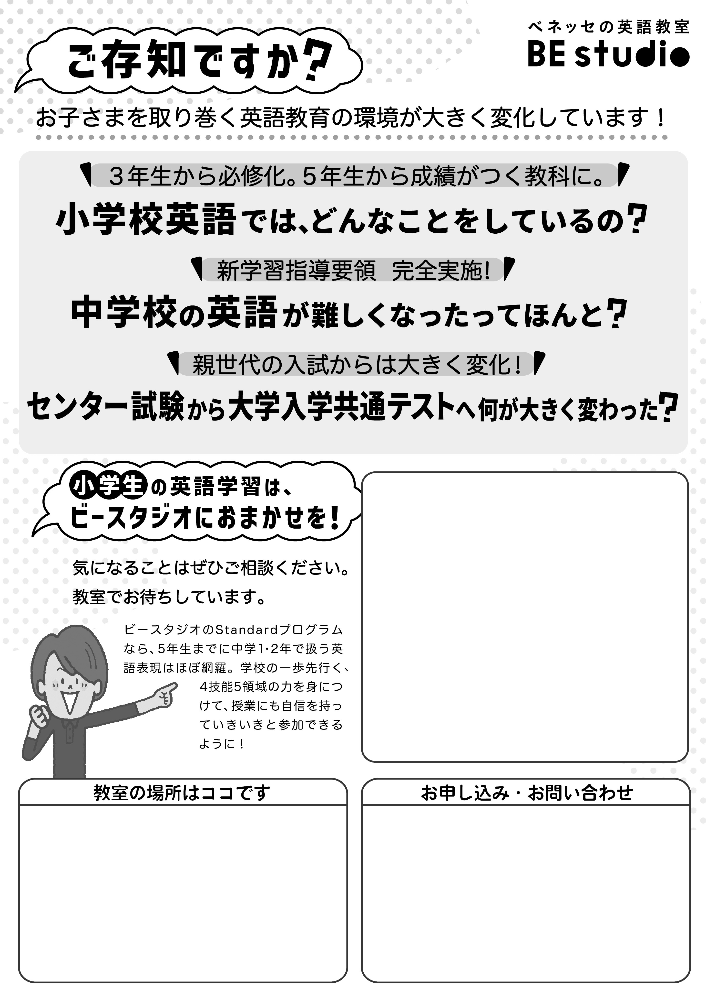 ベネッセの英語教室
BE studio
ご存知ですか?
お子さまを取り巻く英語教育の環境が大きく変化しています！
３年生から必修化。５年生から成績がつく教科に。
小学校英語では、どんなことをしているの?
新学習指導要領 完全実施!
中学校の英語が難しくなったってほんと?
親世代の入試からは大きく変化！
センター試験から大学入学共通テストへ何が大きく変わった?
小学生の英語学習は、
ビースタジオにおまかせを！
気になることはぜひご相談ください。
教室でお待ちしています。
ビースタジオのStandardプログラム
なら、5年生までに中学1・2年で扱う英
語表現はほぼ網羅。学校の一歩先行く、
4技能5領域の力を身につ
けて、授業にも自信を持っ
ていきいきと参加できる
ように！
教室の場所はココです
お申し込み・お問い合わせ